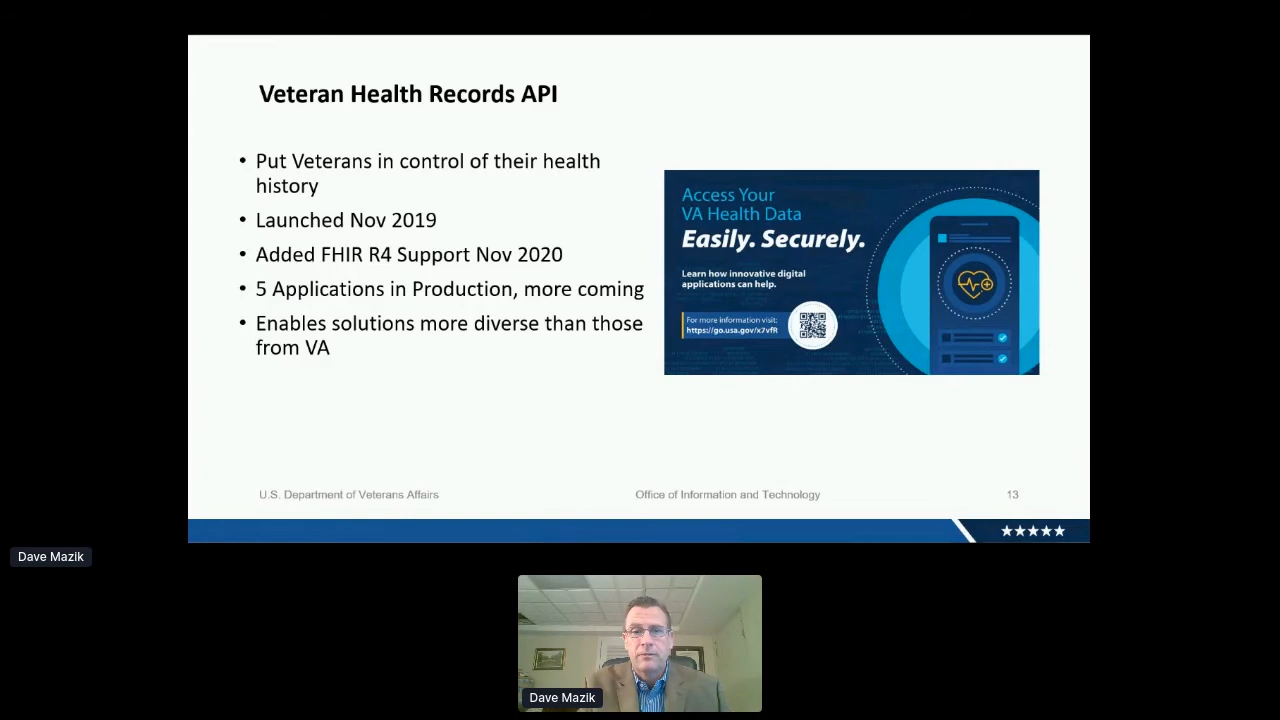 Veteran Health Records API
• Put Veterans in control of their health
history
• Launched Nov 2019
• Added FHIR R4 Support Nov 2020
• 5 Applications in Production, more coming
• Enables solutions more diverse than those
from VA
Access Your
VA Health Data
Easily. Securely.
Learn how innovative digital
applications can help.
For more information visit:
https://go.usa.gov/x7vfR
U.S. Department of Veterans Affairs
Office of Information and Technology
13
Dave Mazik
Dave Mazik